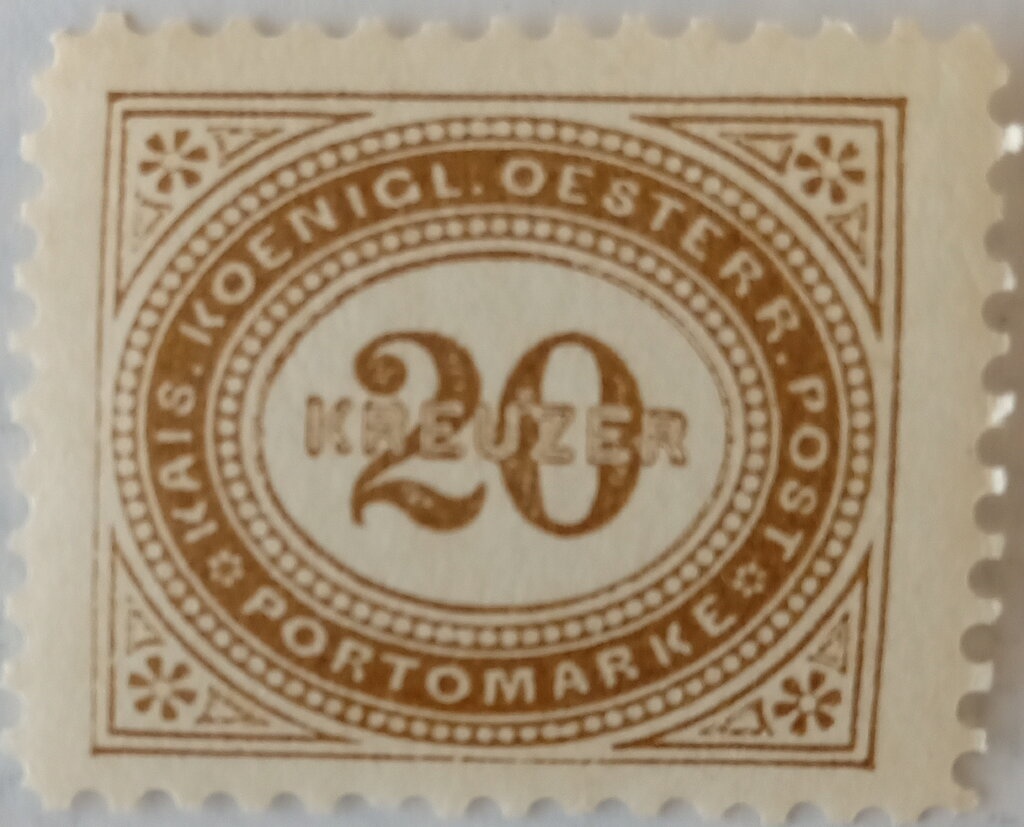 KAIS. KOENIGL. OESTERR. POST
20
KREUZER
PORTOMARKE